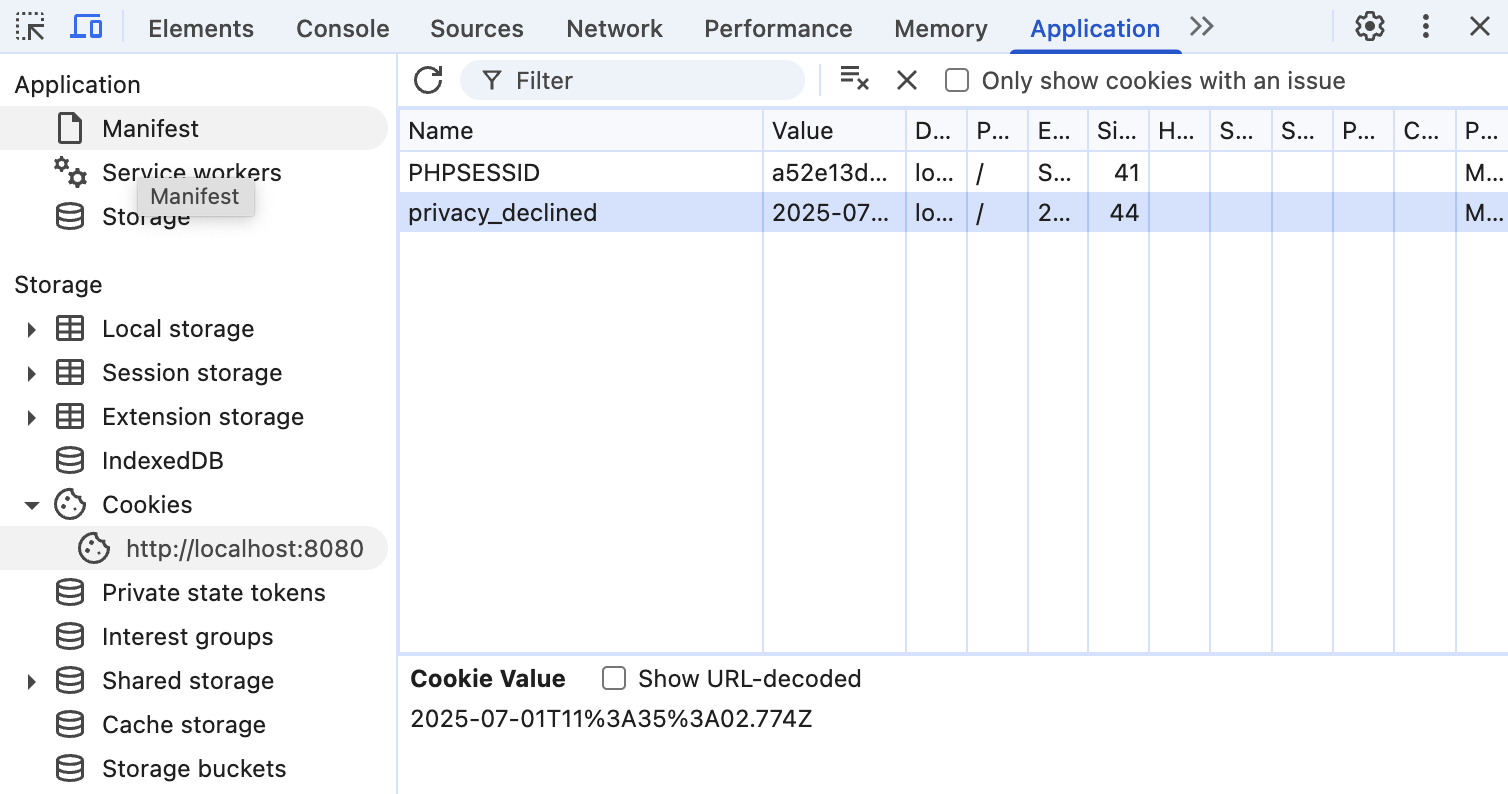 Elements Console Sources Network Performance Memory Application
Application
Manifest
Service workers
Manifest
Storage
Storage
Local storage
Session storage
Extension storage
IndexedDB
Cookies
http://localhost:8080
Private state tokens
Interest groups
Shared storage
Cache storage
Storage buckets
Filter Only show cookies with an issue
Name Value D... P... E... Si... H... S... S... P... C... P...
PHPSESSID a52e13d... lo... / S... 41 M...
privacy_declined 2025-07... lo... / 2... 44 M...
Cookie Value Show URL-decoded
2025-07-01T11%3A35%3A02.774Z